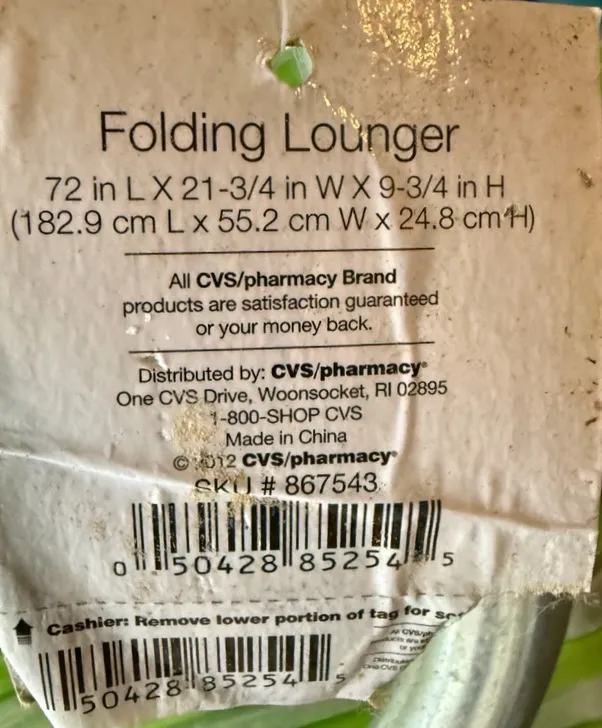 Folding Lounger
72 in L X 21-3/4 in W X 9-3/4 in H
(182.9 cm L x 55.2 cm W x 24.8 cm H)
All CVS/pharmacy Brand
products are satisfaction guaranteed
or your money back.
Distributed by: CVS/pharmacy®
One CVS Drive, Woonsocket, RI 02895
1-800-SHOP CVS
Made in China
© 2012 CVS/pharmacy®
SKU # 867543
0 50428 85254 5
Cashier: Remove lower portion of tag for
50428 85254 5